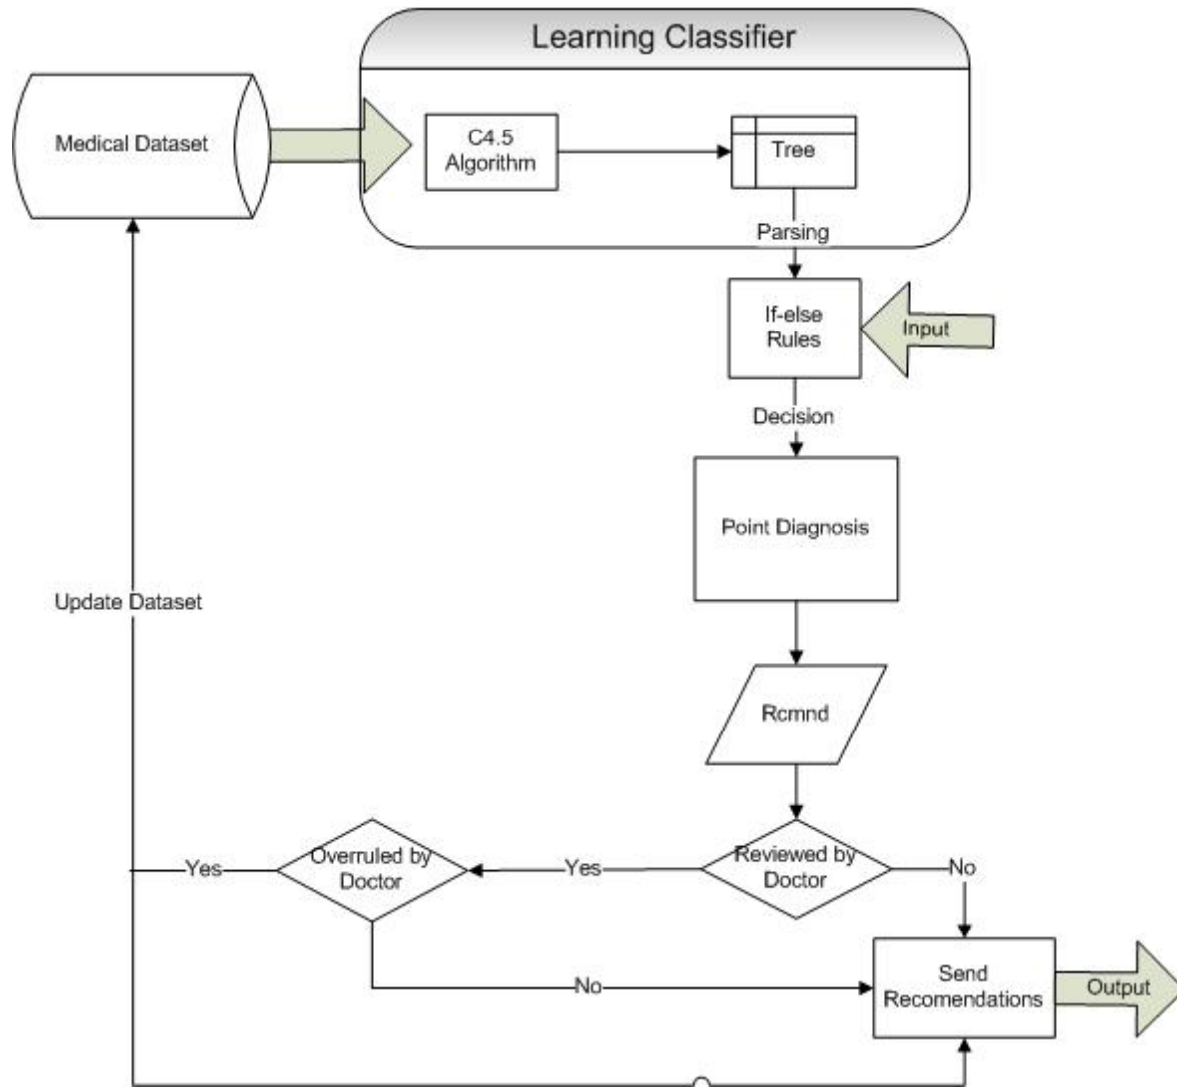 Learning Classifier
Medical Dataset
C4.5
Algorithm
Tree
Parsing
If-else
Rules
Input
Decision
Point Diagnosis
Update Dataset
Rcmnd
Overruled by
Doctor
Reviewed by
Doctor
Yes
Yes
No
No
Send
Recomendations
Output